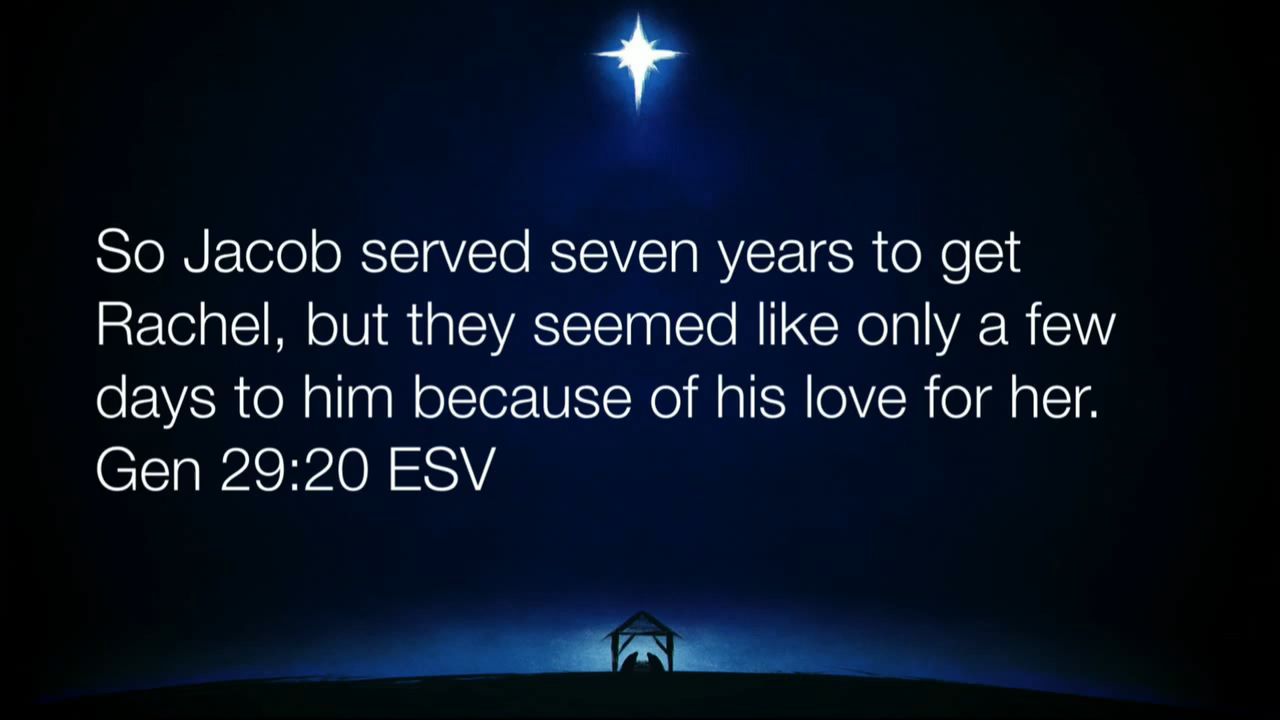 So Jacob served seven years to get
Rachel, but they seemed like only a few
days to him because of his love for her.
Gen 29:20 ESV